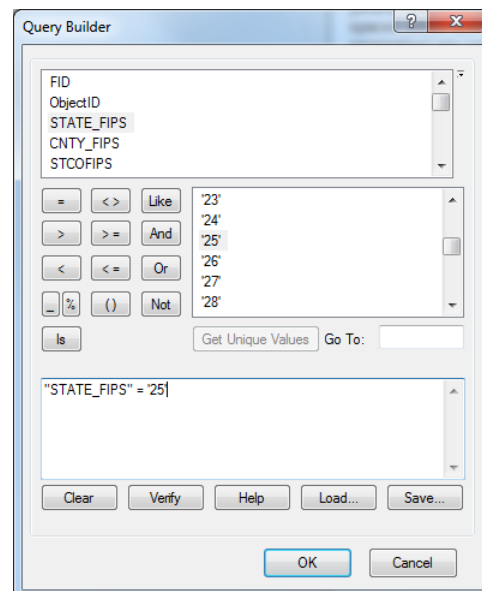 Query Builder
?
X
FID
ObjectID
STATE_FIPS
CNTY_FIPS
STCOFIPS
= < > Like
> > = And
< < = Or
_ % () Not
Is
'23'
'24'
'25'
'26'
'27'
'28'
Get Unique Values Go To:
"STATE_FIPS" = '25'
Clear Verify Help Load... Save...
OK Cancel